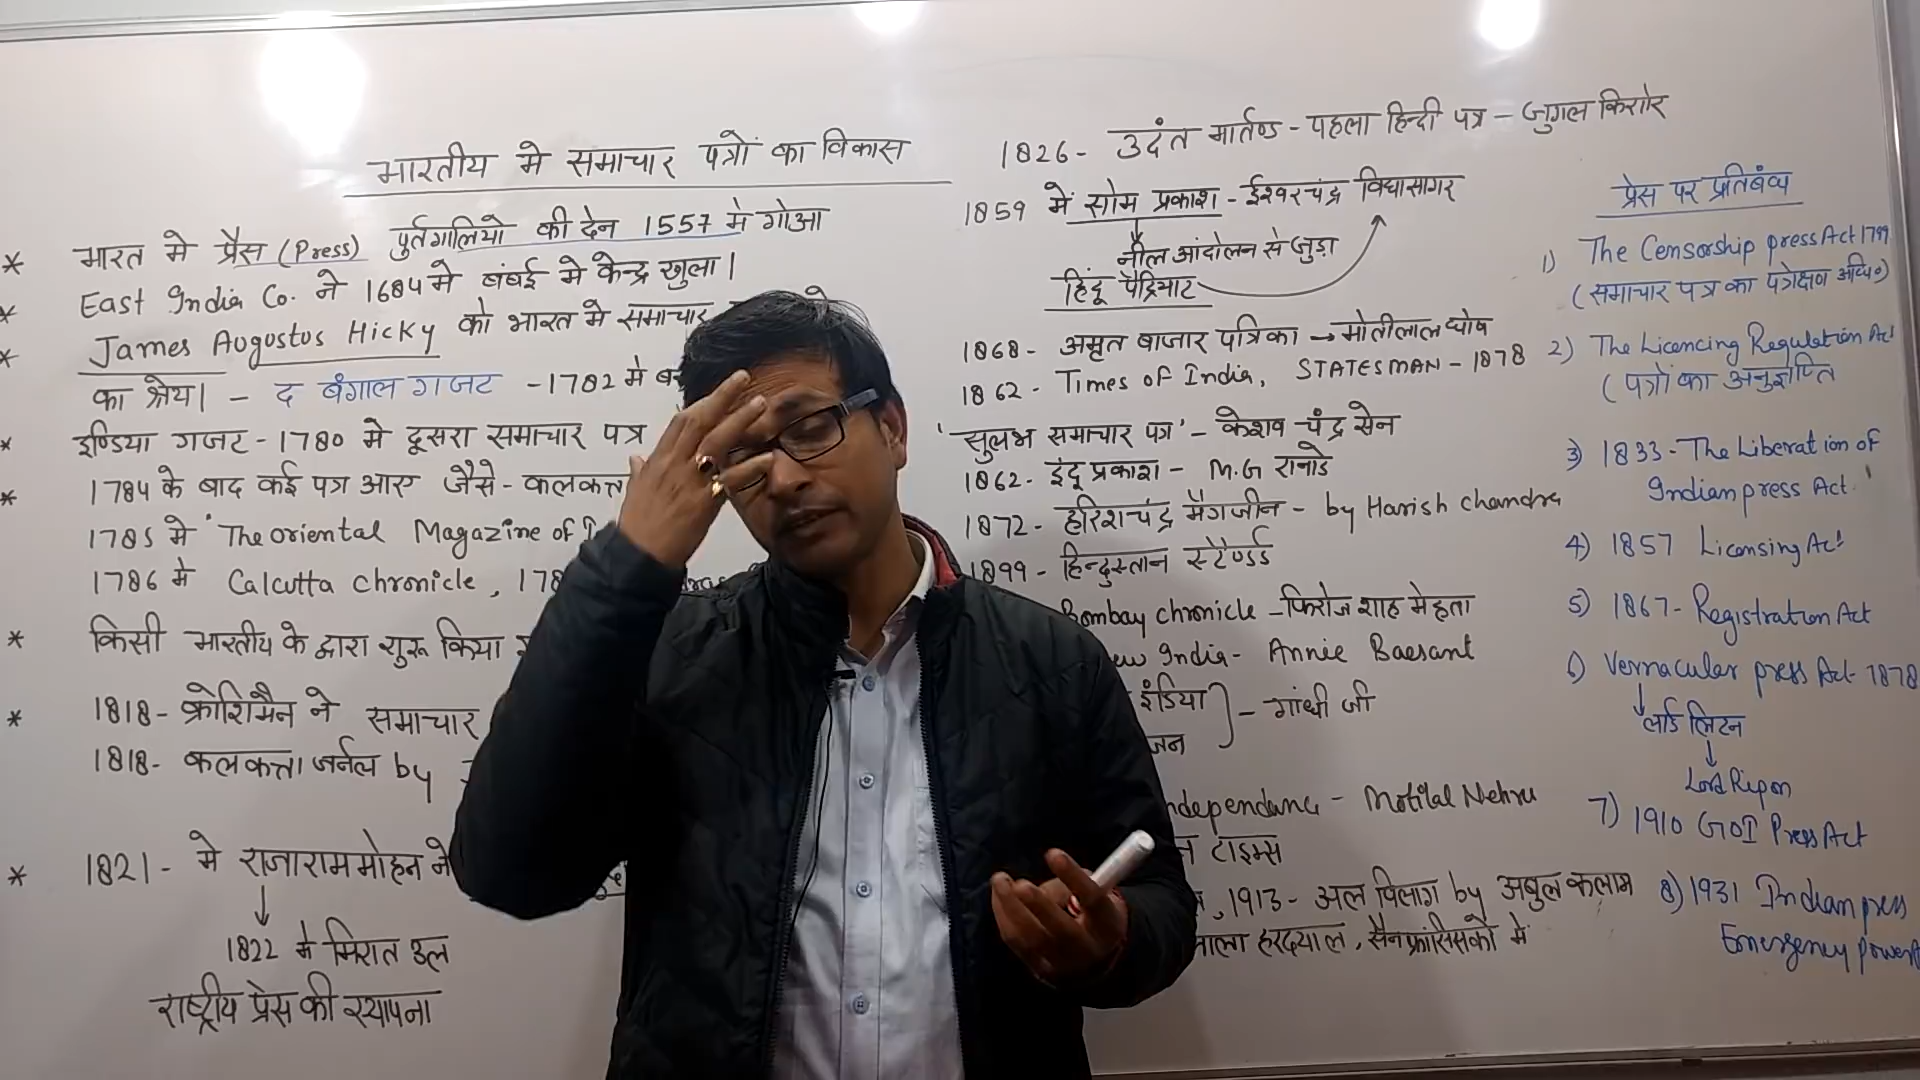 भारतीय मे समाचार पत्रों का विकास
* भारत मे प्रैस (Press) पुर्तगालियो की देन 1557 मे गोआ
* East India Co. ने 1684 मे बंबई मे केन्द्र खुला।
* James Augustus Hicky को भारत मे समाचार
का श्रेय। - द बंगाल गजट - 1782 मे
* इण्डिया गजट - 1780 मे दूसरा समाचार पत्र
* 1784 के बाद कई पत्र आए जैसे - कलकत्त
1785 मे 'The oriental Magazine of
1786 मे Calcutta chronicle, 178
* किसी भारतीय के द्वारा शुरू किया
* 1818 - क्रोशिमैन ने समाचार
1818 - कलकत्ता जर्नल by
* 1821 - मे राजाराममोहन ने
1822 मे मिरात उल
राष्ट्रीय प्रेस की स्थापना
1826 - उदंत मार्तण्ड - पहला हिन्दी पत्र - जुगल किशोर
1859 में सोम प्रकाश - ईश्वरचंद्र विद्यासागर
नील आंदोलन से जुड़ा
हिंदू पैट्रियाट
1868 - अमृत बाजार पत्रिका → मोतीलाल घोष
1862 - Times of India, STATESMAN - 1878
'सुलभ समाचार पत्र' - केशव चंद्र सेन
1862 - इंदू प्रकाश - M.G रानाडे
1872 - हरिशचंद्र मैगजीन - by Harish chandra
1899 - हिन्दुस्तान स्टैण्डर्ड
Bombay chronicle - फिरोज शाह मेहता
ew India - Annie Baesant
इंडिया
जन } - गांधी जी
ndependance - Motilal Nehru
टाइम्स
, 1913 - अल विलाग by अबुल कलाम
लाला हरदयाल, सैनफ्रांसिसको मे
प्रेस पर प्रतिबंध
1) The Censorship press Act 1799
(समाचार पत्र का पत्रेक्षण अधि०)
2) The Licencing Regulation Act
(पत्रों का अनुज्ञप्ति
3) 1833 - The Liberation of
Indian press Act.'
4) 1857 Licensing Act
5) 1867 - Registration Act
6) Vernacular press Act - 1878
लार्ड लिटन
Lord Ripon
7) 1910 GOI Press Act
8) 1931 Indian press
Emergency power